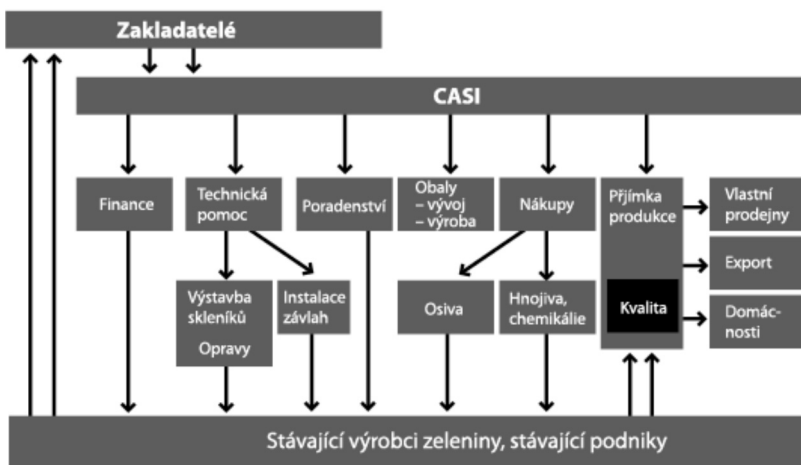 Zakladatelé
CASI
Finance
Technická
pomoc
Poradenství
Obaly
– vývoj
– výroba
Nákupy
Přjímka
produkce
Vlastní
prodejny
Export
Výstavba
skleníků
Opravy
Instalace
závlah
Osiva
Hnojiva,
chemikálie
Kvalita
Domác-
nosti
Stávající výrobci zeleniny, stávající podniky